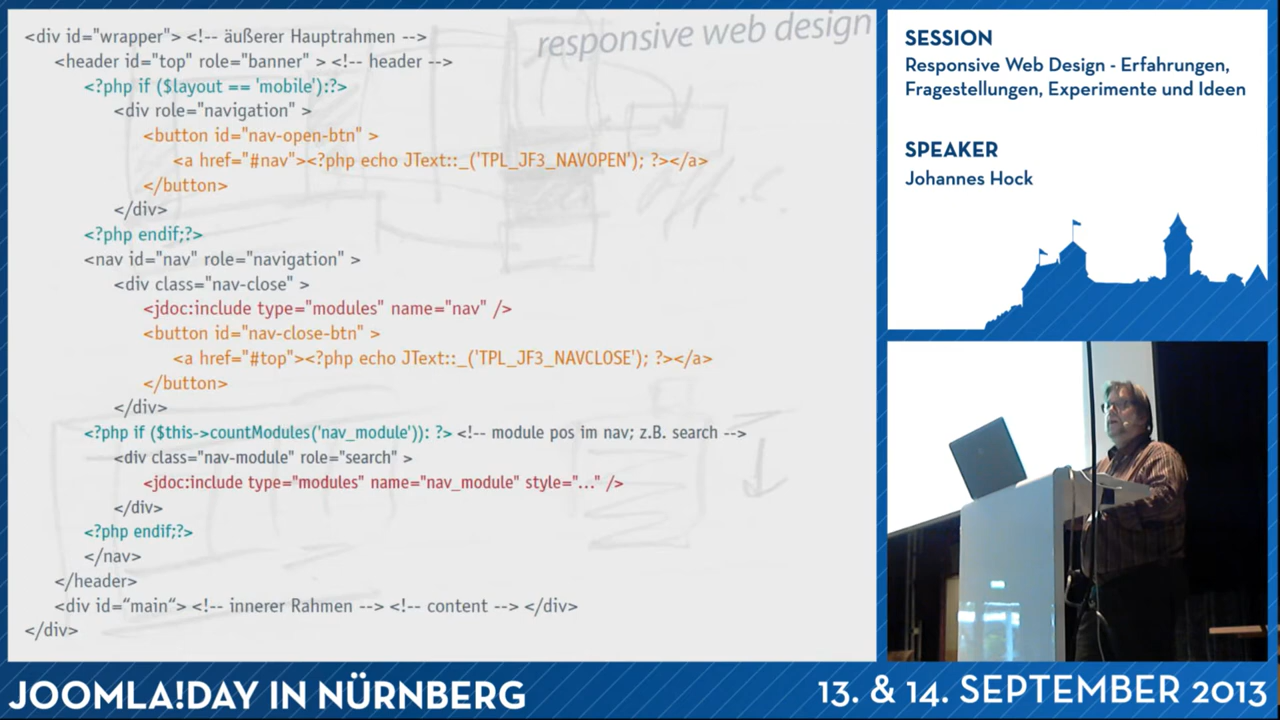 responsive web design
<div id="wrapper"> <!-- äußerer Hauptrahmen -->
<header id="top" role="banner" > <!-- header -->
<?php if ($layout == 'mobile'):?>
<div role="navigation" >
<button id="nav-open-btn" >
<a href="#nav"><?php echo JText::_('TPL_JF3_NAVOPEN'); ?></a>
</button>
</div>
<?php endif;?>
<nav id="nav" role="navigation" >
<div class="nav-close" >
<jdoc:include type="modules" name="nav" />
<button id="nav-close-btn" >
<a href="#top"><?php echo JText::_('TPL_JF3_NAVCLOSE'); ?></a>
</button>
</div>
<?php if ($this->countModules('nav_module')): ?> <!-- module pos im nav; z.B. search -->
<div class="nav-module" role="search" >
<jdoc:include type="modules" name="nav_module" style="..." />
</div>
<?php endif;?>
</nav>
</header>
<div id=“main“> <!-- innerer Rahmen --> <!-- content --> </div>
</div>
SESSION
Responsive Web Design - Erfahrungen,
Fragestellungen, Experimente und Ideen
SPEAKER
Johannes Hock
JOOMLA!DAY IN NÜRNBERG
13. & 14. SEPTEMBER 2013